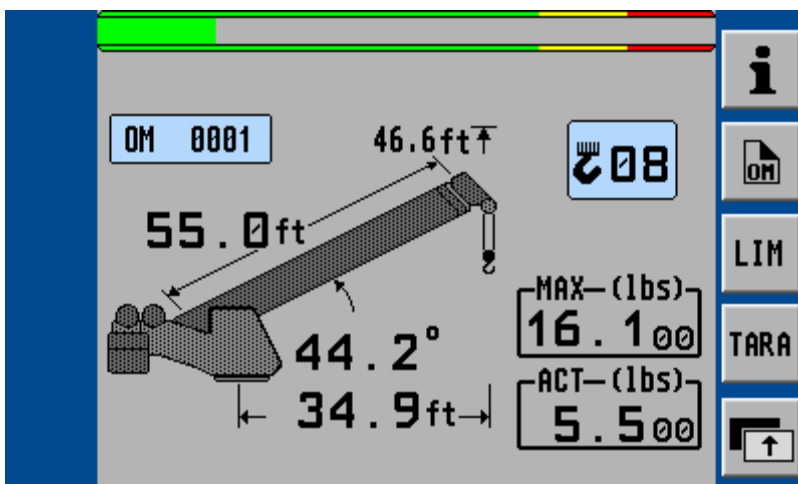 i
OM 0001
46.6ft
08
OM
55.0ft
LIM
MAX—(lbs)
16.100
44.2°
TARA
ACT—(lbs)
34.9ft
5.500